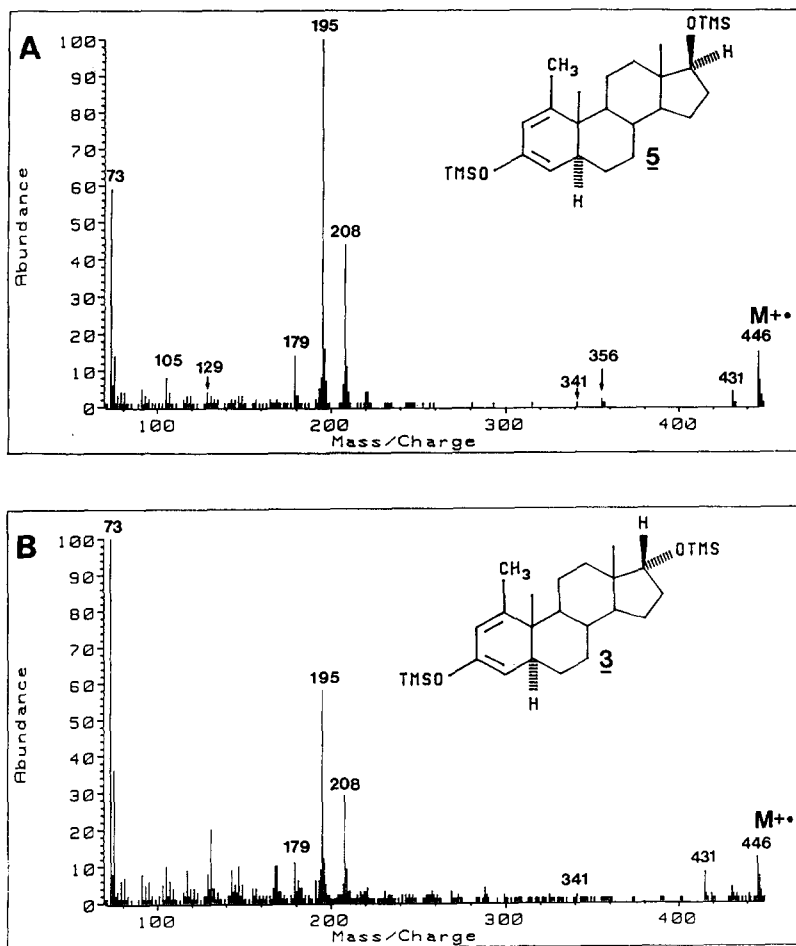 A
Abundance
100
90
80
70
60
50
40
30
20
10
0
73
105
129
179
195
208
341
356
431
M+•
446
OTMS
H
CH3
TMSO
5
H
100
200
300
400
Mass/Charge
B
Abundance
100
90
80
70
60
50
40
30
20
10
0
73
179
195
208
341
431
M+•
446
H
OTMS
CH3
TMSO
3
H
100
200
300
400
Mass/Charge